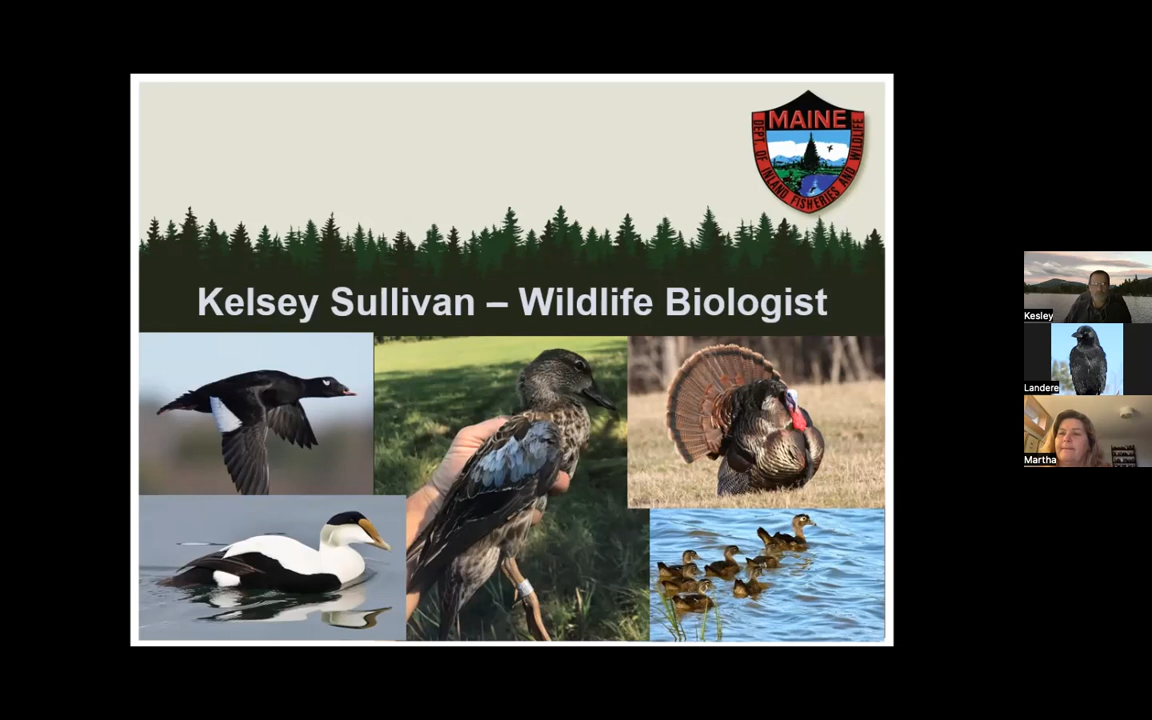 MAINE
DEPT. OF INLAND FISHERIES AND WILDLIFE
Kelsey Sullivan – Wildlife Biologist
Kesley
Landere
Martha